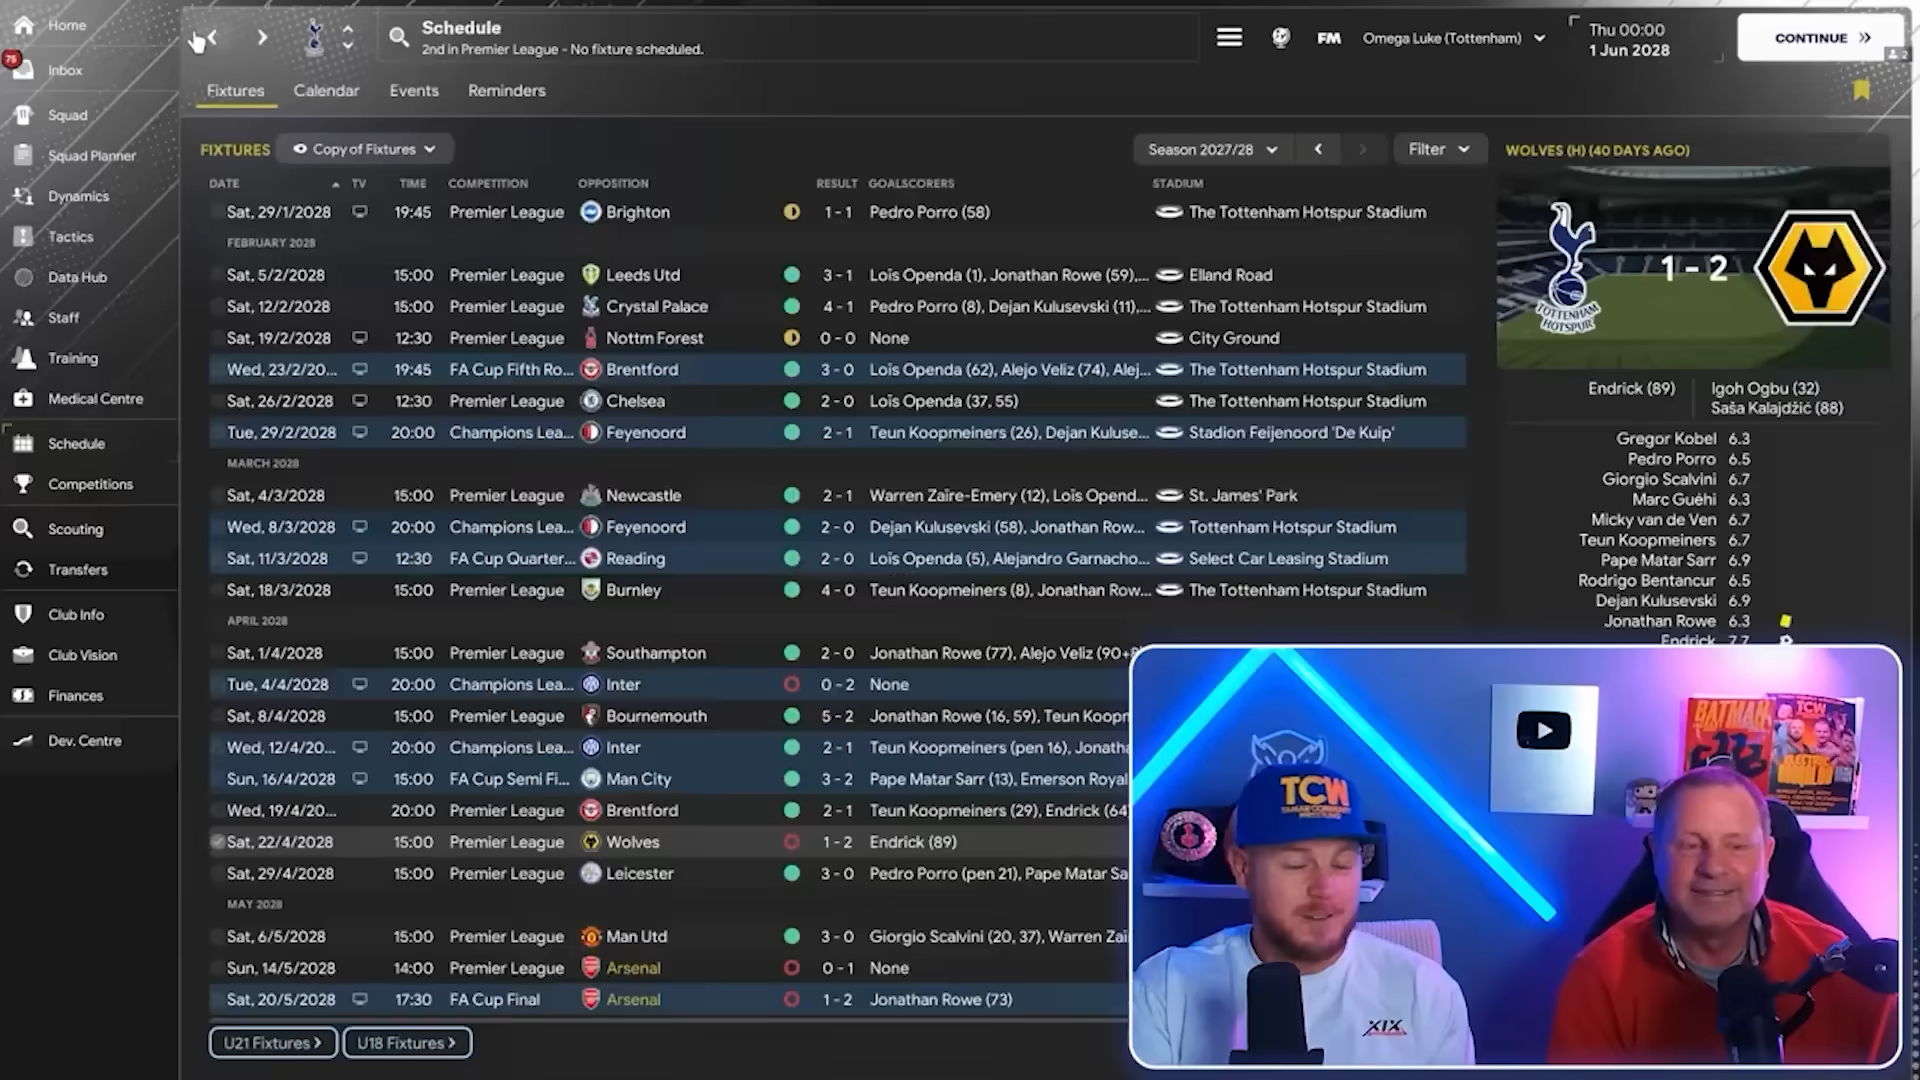 Home
75
Inbox
Squad
Squad Planner
Dynamics
Tactics
Data Hub
Staff
Training
Medical Centre
Schedule
Competitions
Scouting
Transfers
Club Info
Club Vision
Finances
Dev. Centre
Schedule
2nd in Premier League - No fixture scheduled.
FM
Omega Luke (Tottenham)
Thu 00:00
1 Jun 2028
CONTINUE
2
Fixtures Calendar Events Reminders
FIXTURES Copy of Fixtures Season 2027/28 Filter
DATE TV TIME COMPETITION OPPOSITION RESULT GOALSCORERS STADIUM
Sat, 29/1/2028 19:45 Premier League Brighton 1 - 1 Pedro Porro (58) The Tottenham Hotspur Stadium
FEBRUARY 2028
Sat, 5/2/2028 15:00 Premier League Leeds Utd 3 - 1 Loïs Openda (1), Jonathan Rowe (59),... Elland Road
Sat, 12/2/2028 15:00 Premier League Crystal Palace 4 - 1 Pedro Porro (8), Dejan Kulusevski (11),... The Tottenham Hotspur Stadium
Sat, 19/2/2028 12:30 Premier League Nottm Forest 0 - 0 None City Ground
Wed, 23/2/20... 19:45 FA Cup Fifth Ro... Brentford 3 - 0 Loïs Openda (62), Alejo Veliz (74), Alej... The Tottenham Hotspur Stadium
Sat, 26/2/2028 12:30 Premier League Chelsea 2 - 0 Loïs Openda (37, 55) The Tottenham Hotspur Stadium
Tue, 29/2/2028 20:00 Champions Lea... Feyenoord 2 - 1 Teun Koopmeiners (26), Dejan Kuluse... Stadion Feijenoord 'De Kuip'
MARCH 2028
Sat, 4/3/2028 15:00 Premier League Newcastle 2 - 1 Warren Zaïre-Emery (12), Loïs Opend... St. James' Park
Wed, 8/3/2028 20:00 Champions Lea... Feyenoord 2 - 0 Dejan Kulusevski (58), Jonathan Row... Tottenham Hotspur Stadium
Sat, 11/3/2028 12:30 FA Cup Quarter... Reading 2 - 0 Loïs Openda (5), Alejandro Garnacho... Select Car Leasing Stadium
Sat, 18/3/2028 15:00 Premier League Burnley 4 - 0 Teun Koopmeiners (8), Jonathan Row... The Tottenham Hotspur Stadium
APRIL 2028
Sat, 1/4/2028 15:00 Premier League Southampton 2 - 0 Jonathan Rowe (77), Alejo Veliz (90+8
Tue, 4/4/2028 20:00 Champions Lea... Inter 0 - 2 None
Sat, 8/4/2028 15:00 Premier League Bournemouth 5 - 2 Jonathan Rowe (16, 59), Teun Koopn
Wed, 12/4/20... 20:00 Champions Lea... Inter 2 - 1 Teun Koopmeiners (pen 16), Jonatha
Sun, 16/4/2028 15:00 FA Cup Semi Fi... Man City 3 - 2 Pape Matar Sarr (13), Emerson Royal
Wed, 19/4/20... 20:00 Premier League Brentford 2 - 1 Teun Koopmeiners (29), Endrick (64
Sat, 22/4/2028 15:00 Premier League Wolves 1 - 2 Endrick (89)
Sat, 29/4/2028 15:00 Premier League Leicester 3 - 0 Pedro Porro (pen 21), Pape Matar Sa
MAY 2028
Sat, 6/5/2028 15:00 Premier League Man Utd 3 - 0 Giorgio Scalvini (20, 37), Warren Zaï
Sun, 14/5/2028 14:00 Premier League Arsenal 0 - 1 None
Sat, 20/5/2028 17:30 FA Cup Final Arsenal 1 - 2 Jonathan Rowe (73)
U21 Fixtures U18 Fixtures
WOLVES (H) (40 DAYS AGO)
TOTTENHAM
HOTSPUR
1 - 2
Endrick (89) Igoh Ogbu (32)
Saša Kalajdžić (88)
Gregor Kobel 6.3
Pedro Porro 6.5
Giorgio Scalvini 6.7
Marc Guéhi 6.3
Micky van de Ven 6.7
Teun Koopmeiners 6.7
Pape Matar Sarr 6.9
Rodrigo Bentancur 6.5
Dejan Kulusevski 6.9
Jonathan Rowe 6.3
Endrick 7.7
BATMAN
TCW
TCW
XIX